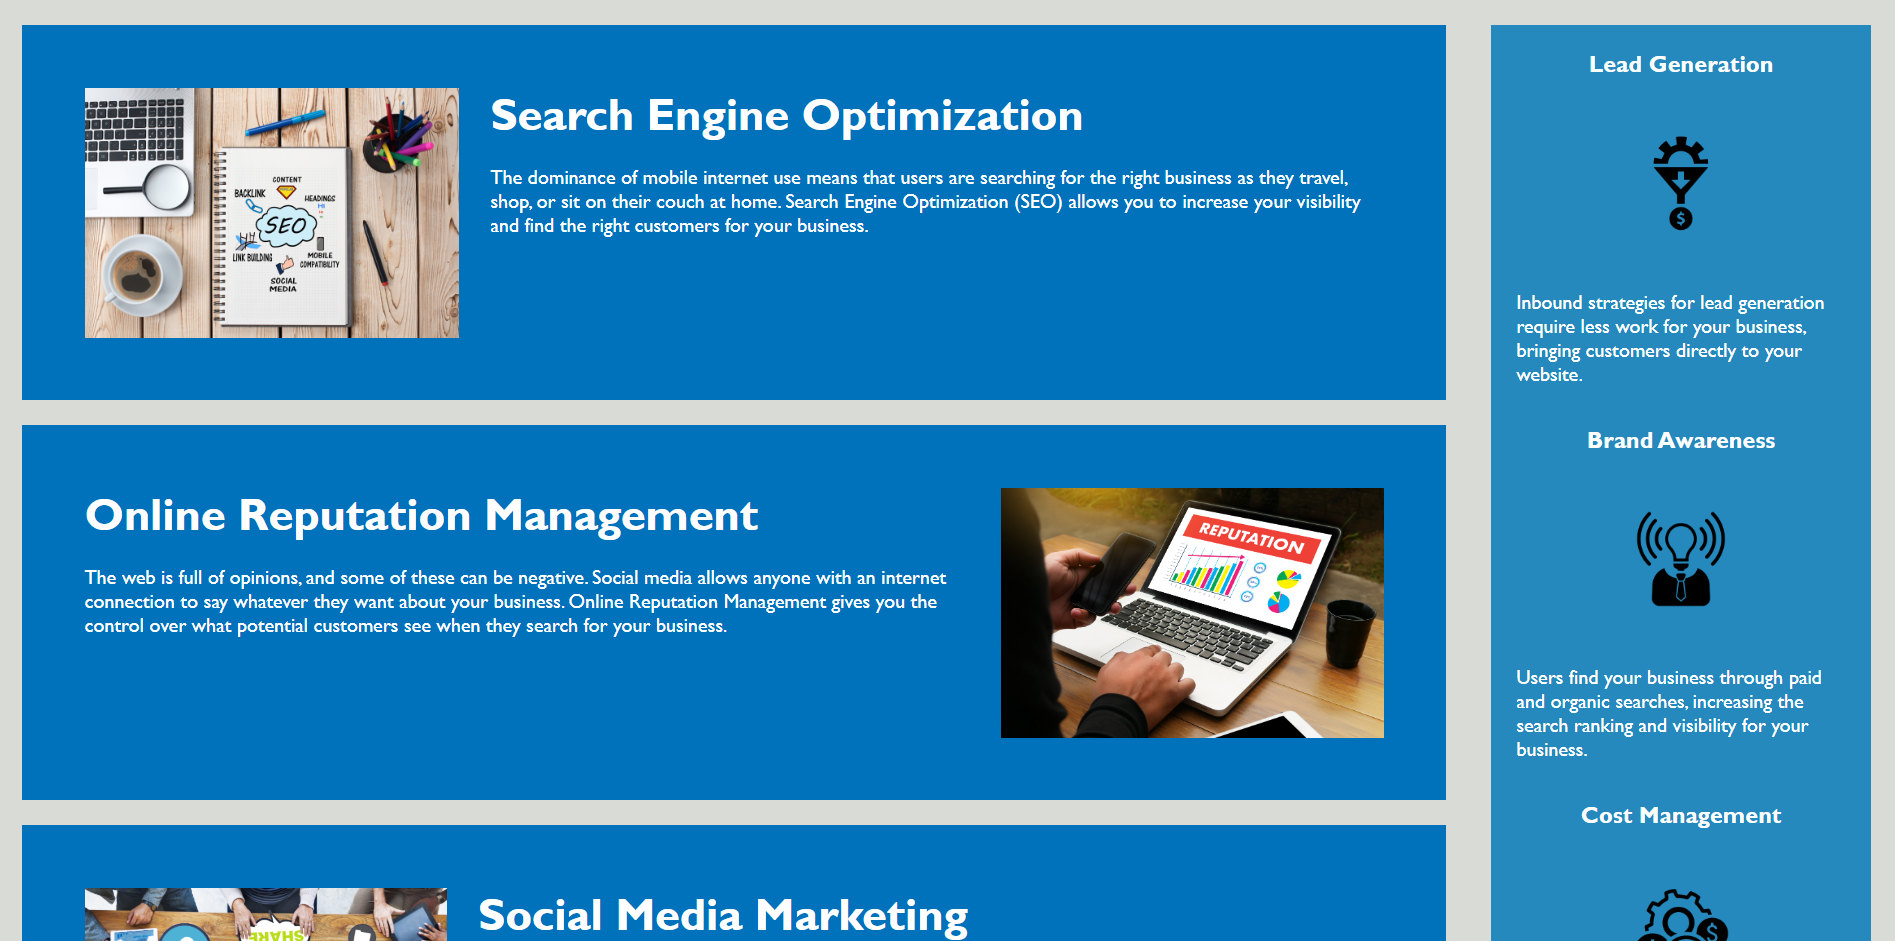 Search Engine Optimization
The dominance of mobile internet use means that users are searching for the right business as they travel,
shop, or sit on their couch at home. Search Engine Optimization (SEO) allows you to increase your visibility
and find the right customers for your business.
CONTENT
BACKLINK
HEADINGS
SEO
LINK BUILDING
MOBILE
COMPATIBILITY
SOCIAL
MEDIA
Online Reputation Management
The web is full of opinions, and some of these can be negative. Social media allows anyone with an internet
connection to say whatever they want about your business. Online Reputation Management gives you the
control over what potential customers see when they search for your business.
REPUTATION
Social Media Marketing
SHARE
Lead Generation
$
Inbound strategies for lead generation
require less work for your business,
bringing customers directly to your
website.
Brand Awareness
Users find your business through paid
and organic searches, increasing the
search ranking and visibility for your
business.
Cost Management
$